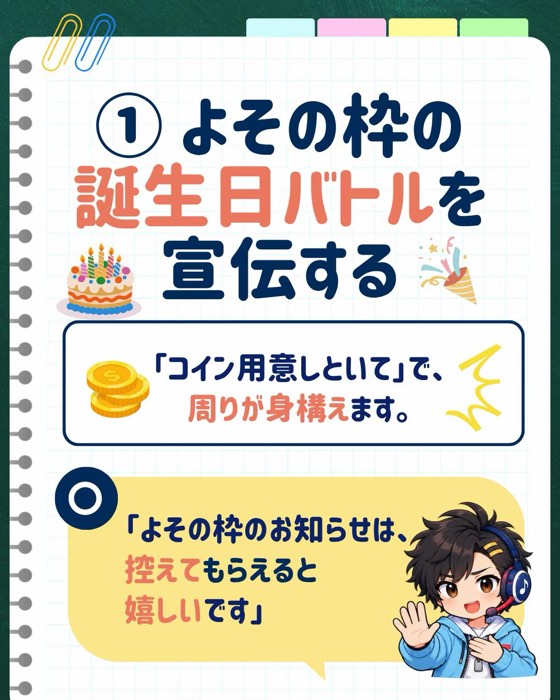 ① よその枠の
誕生日バトルを
宣伝する
「コイン用意しといて」で、
周りが身構えます。
「よその枠のお知らせは、
控えてもらえると
嬉しいです」